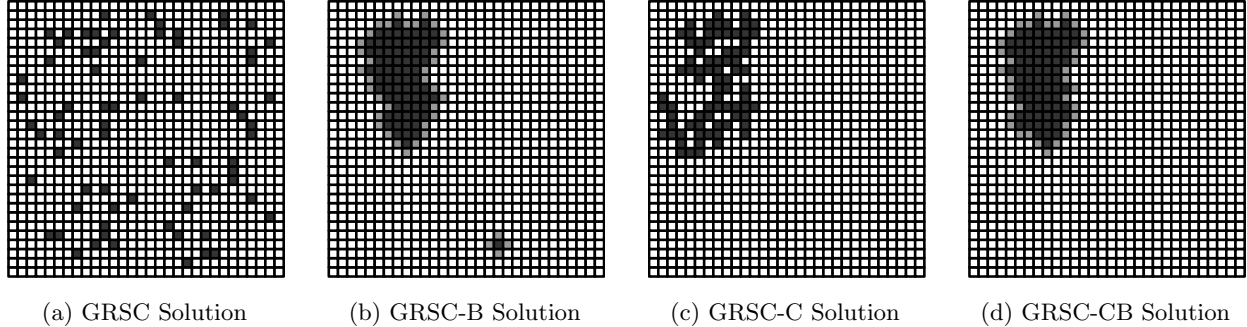 (a) GRSC Solution
(b) GRSC-B Solution
(c) GRSC-C Solution
(d) GRSC-CB Solution